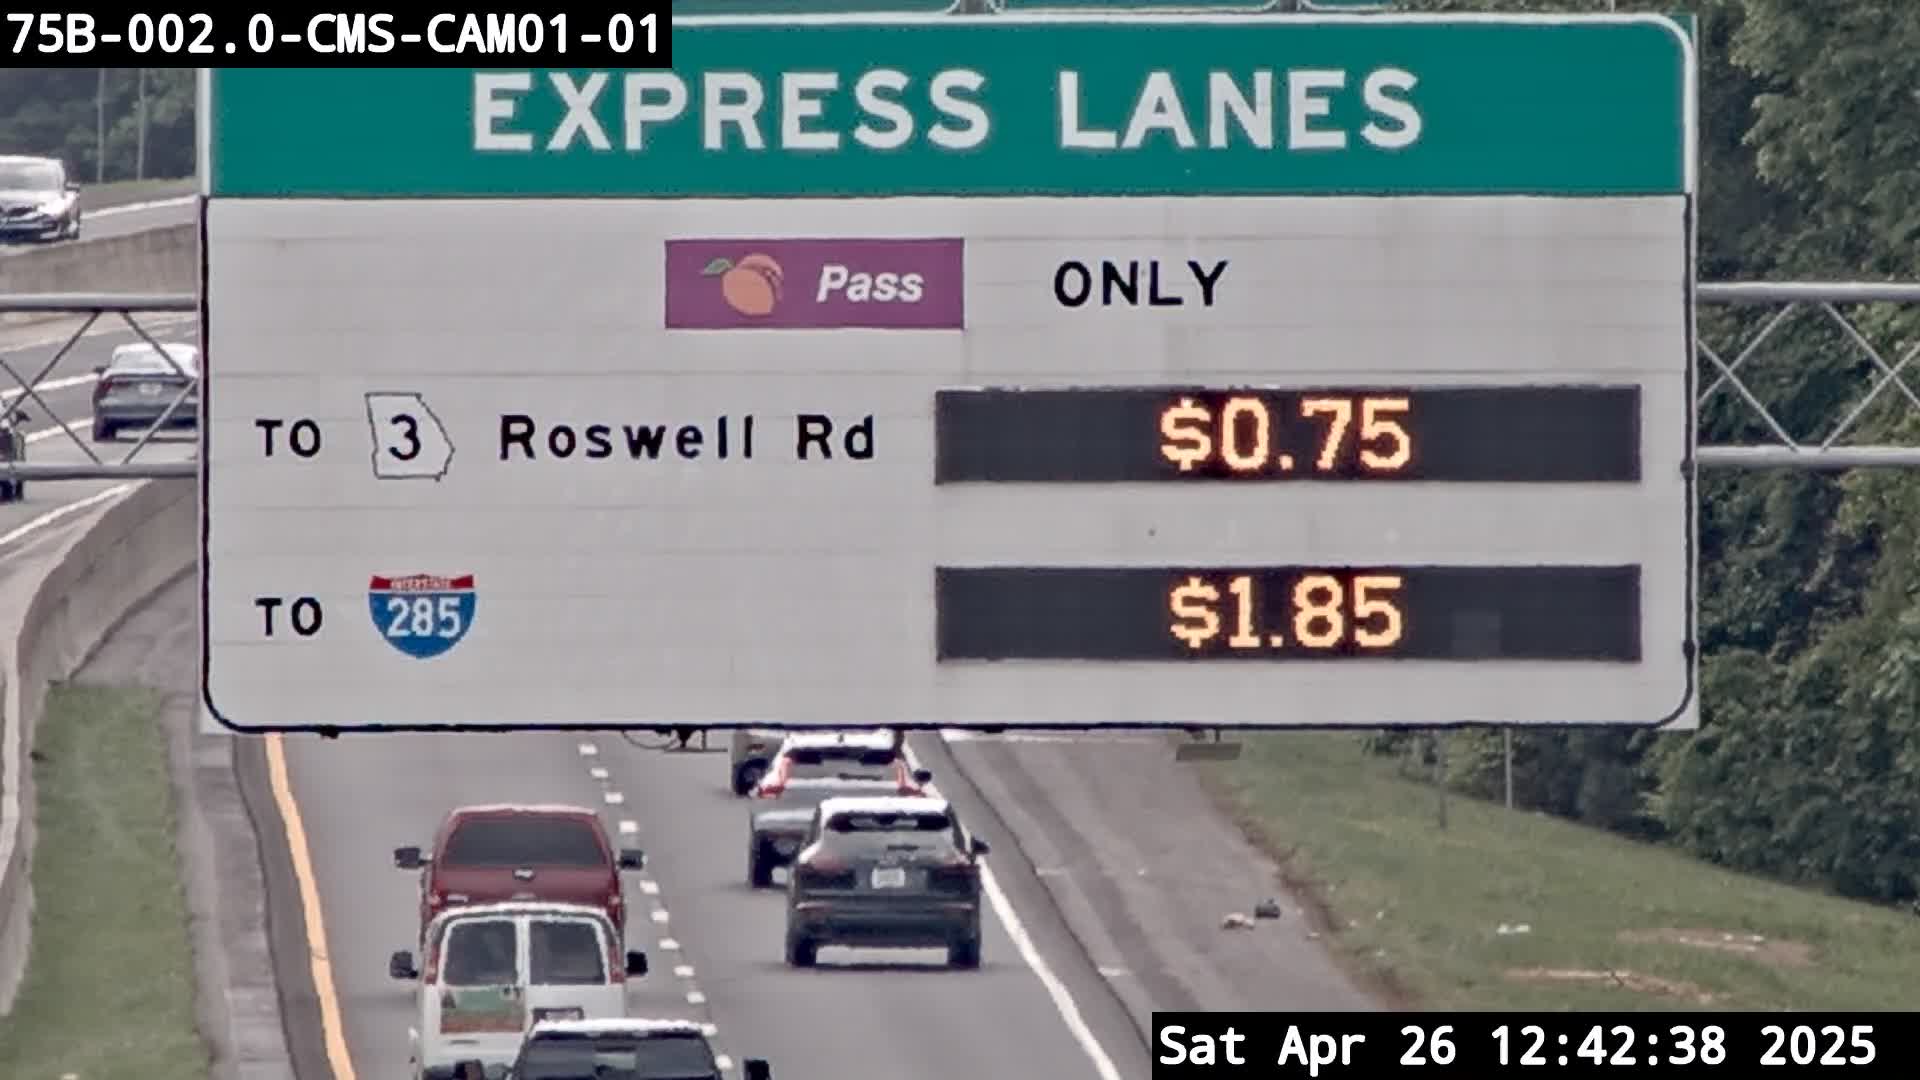 75B-002.0-CMS-CAM01-01
EXPRESS LANES
Pass ONLY
TO 3 Roswell Rd $0.75
TO INTERSTATE 285 $1.85
Sat Apr 26 12:42:38 2025